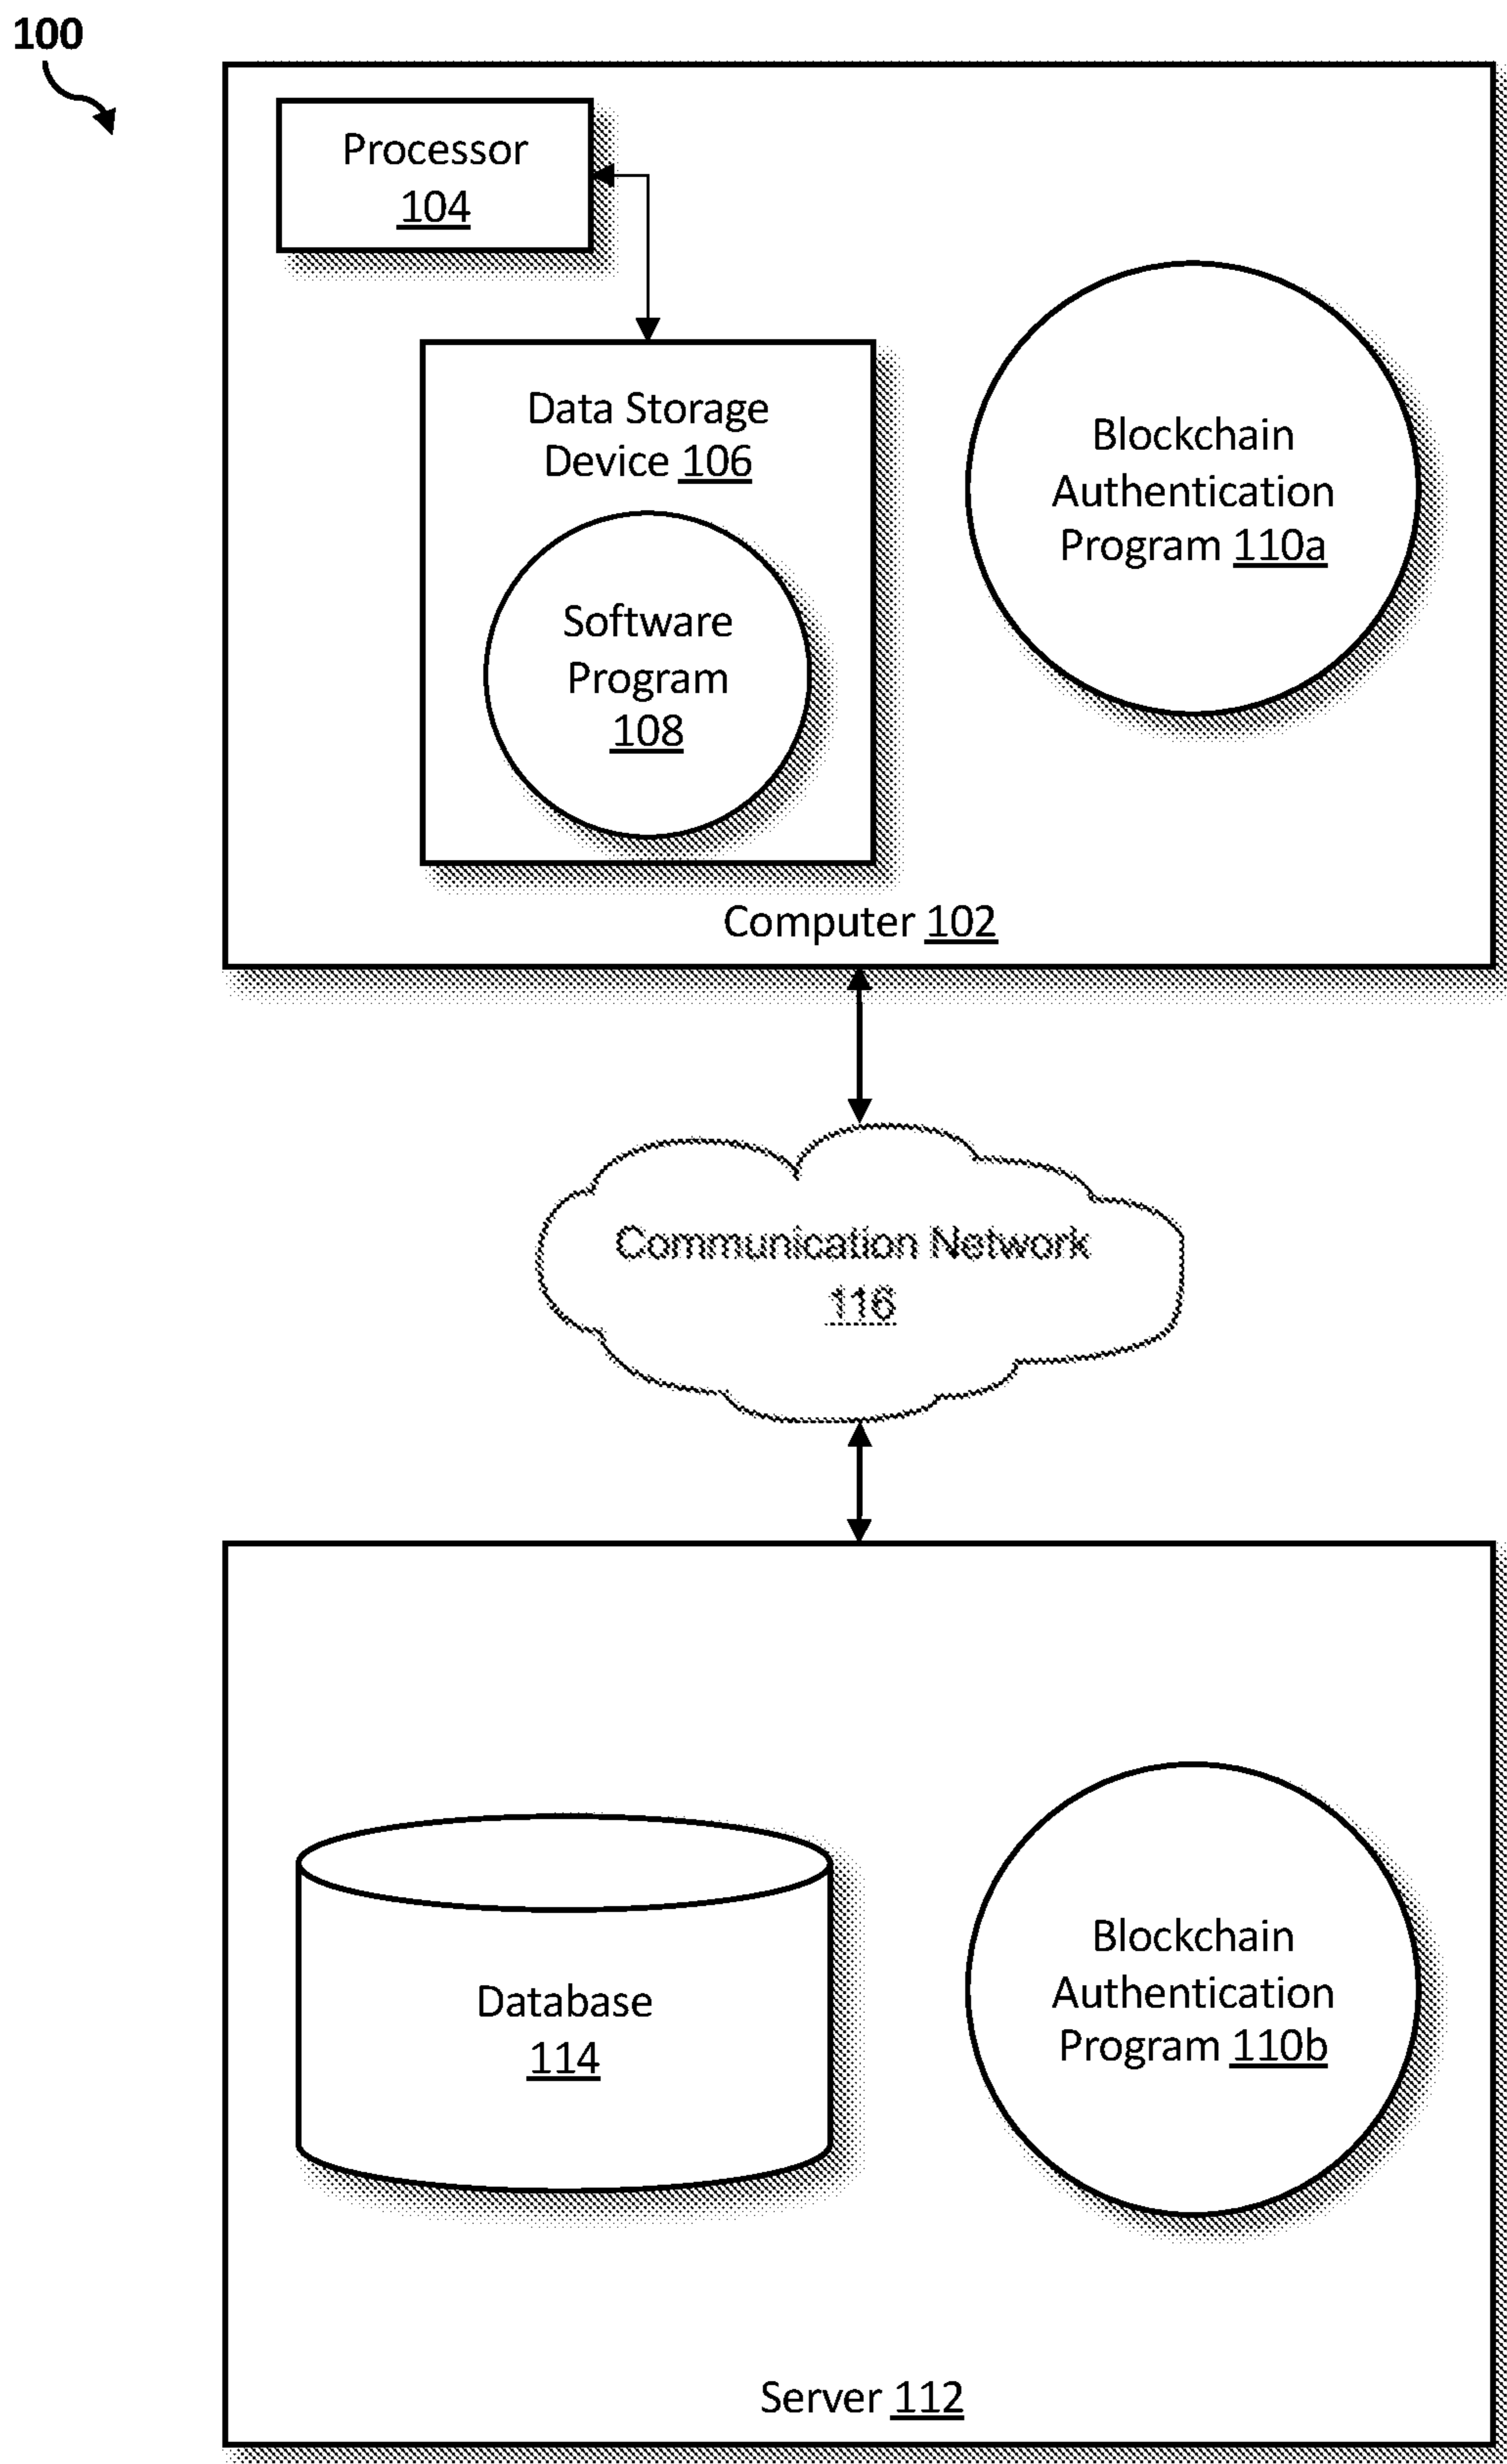 100
Processor
104
Data Storage
Device 106
Software
Program
108
Blockchain
Authentication
Program 110a
Computer 102
Communication Network
116
Database
114
Blockchain
Authentication
Program 110b
Server 112